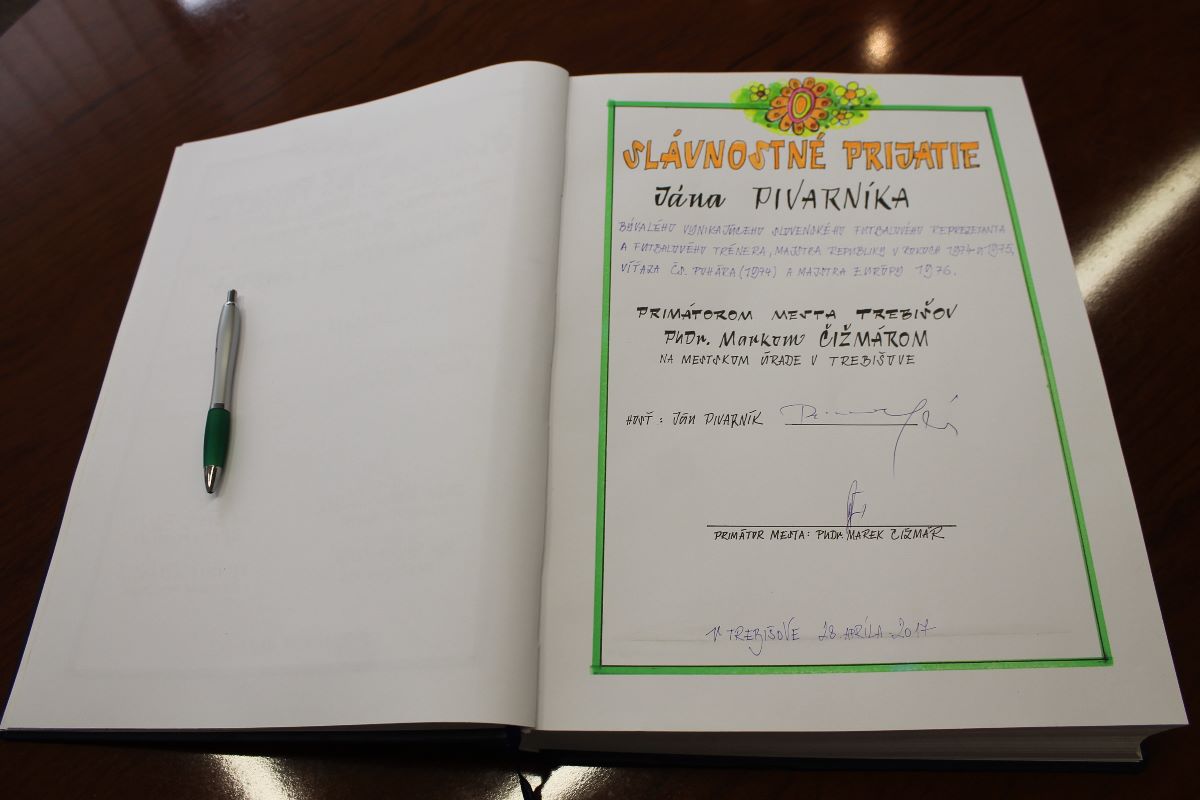 SLÁVNOSTNÉ PRIJATIE
Jána PIVARNÍKA
BÝVALÉHO VYNIKAJÚCEHO SLOVENSKÉHO FUTBALOVÉHO REPREZETANTA
A FUTBALOVÉHO TRÉNERA, MAJSTRA REPUBLIKY V ROKOCH 1974 A 1975,
VÍŤAZA ČS. POHÁRA (1974) A MAJSTRA EURÓPY 1976.
PRIMÁTOROM MESTA TREBIŠOV
PhDr. Markom ČIŽMÁROM
NA MESTSKOM ÚRADE V TREBIŠOVE
HOSŤ : JÁN PIVARNÍK
PRIMÁTOR MESTA: PhDr. MAREK ČIŽMÁR
V TREBIŠOVE 28 APRÍLA 2017